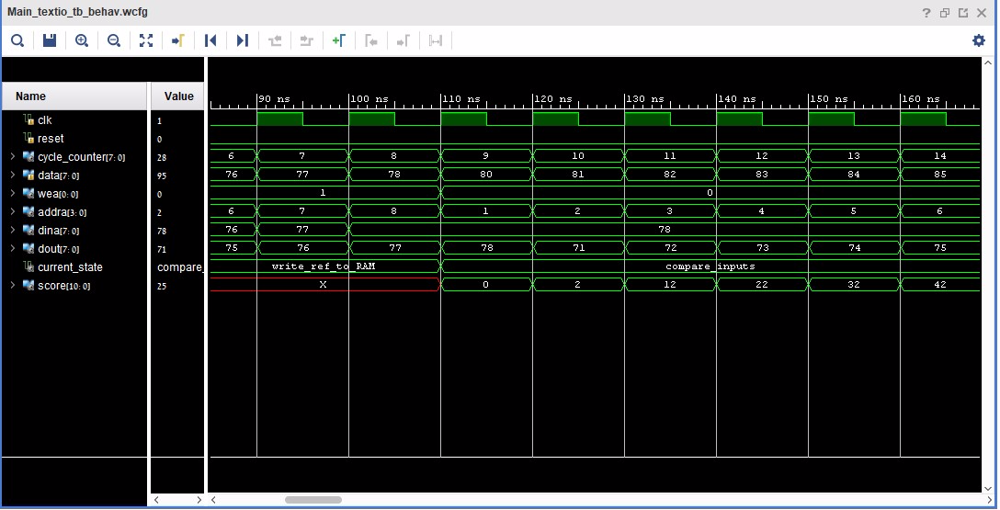 Main_textio_tb_behav.wcfg
90 ns 100 ns 110 ns 120 ns 130 ns 140 ns 150 ns 160 ns
Name Value
clk 1
reset 0
cycle_counter[7:0] 28 6 7 8 9 10 11 12 13 14
data[7:0] 95 76 77 78 80 81 82 83 84 85
wea[0:0] 0 1 0
addra[3:0] 2 6 7 8 1 2 3 4 5 6
dina[7:0] 78 76 77 78
dout[7:0] 71 75 76 77 78 71 72 73 74 75
current_state compare_ write_ref_to_RAM compare_inputs
score[10:0] 25 X 0 2 12 22 32 42